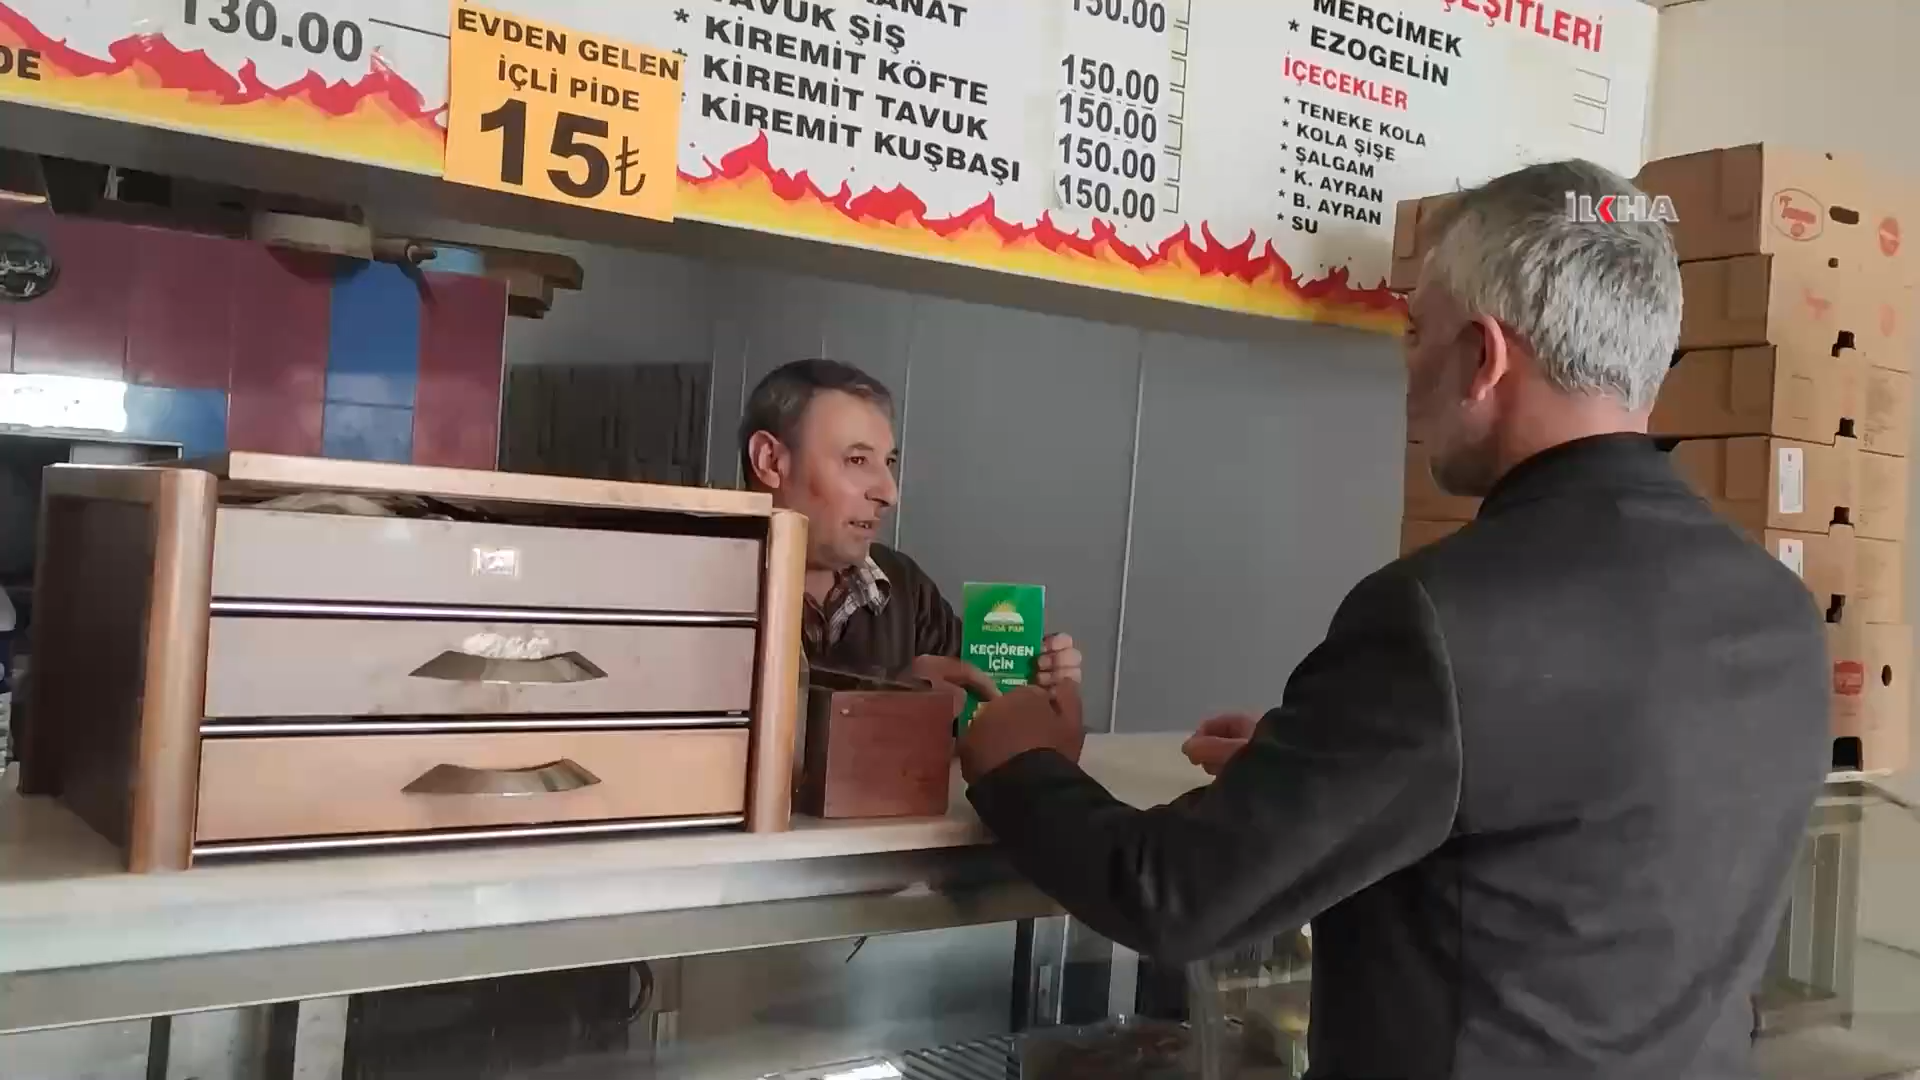 130.00
DE
EVDEN GELEN
İÇLİ PİDE
15₺
KANAT
TAVUK ŞİŞ
* KİREMİT KÖFTE
* KİREMİT TAVUK
* KİREMİT KUŞBAŞI
150.00
150.00
150.00
150.00
150.00
ÇEŞİTLERİ
MERCİMEK
* EZOGELİN
İÇECEKLER
* TENEKE KOLA
* KOLA ŞİŞE
* ŞALGAM
* K. AYRAN
* B. AYRAN
* SU
İLKHA
HÜDA PAR
KEÇİÖREN
İÇİN